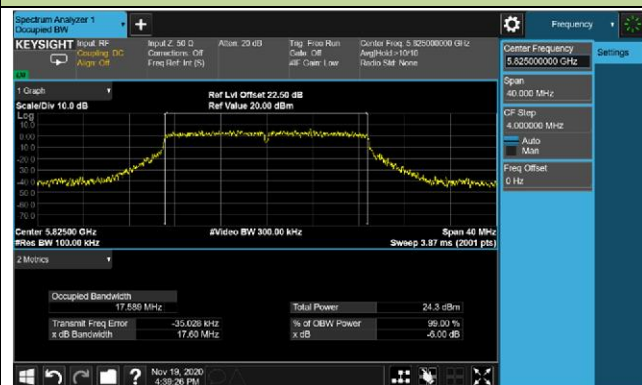 Spectrum Analyzer 1
Occupied BW
+
Frequency
KEYSIGHT Input: RF
Coupling: DC
Align: Off
Input Z: 50 Ω
Corrections: Off
Freq Ref: Int (S)
Atten: 20 dB
Trig: Free Run
Gate: Off
#IF Gain: Low
Center Freq: 5.825000000 GHz
Avg|Hold:>10/10
Radio Std: None
Center Frequency
5.825000000 GHz
Settings
Span
40.000 MHz
CF Step
4.000000 MHz
Auto
Man
Freq Offset
0 Hz
1 Graph
Scale/Div 10.0 dB
Ref Lvl Offset 22.50 dB
Ref Value 20.00 dBm
Log
10.0
0.00
-10.0
-20.0
-30.0
-40.0
-50.0
-60.0
-70.0
Center 5.82500 GHz
#Res BW 100.00 kHz
#Video BW 300.00 kHz
Span 40 MHz
Sweep 3.87 ms (2001 pts)
2 Metrics
Occupied Bandwidth
17.589 MHz
Total Power 24.3 dBm
Transmit Freq Error -35.028 kHz
% of OBW Power 99.00 %
x dB Bandwidth 17.60 MHz
x dB -6.00 dB
?
Nov 19, 2020
4:39:26 PM